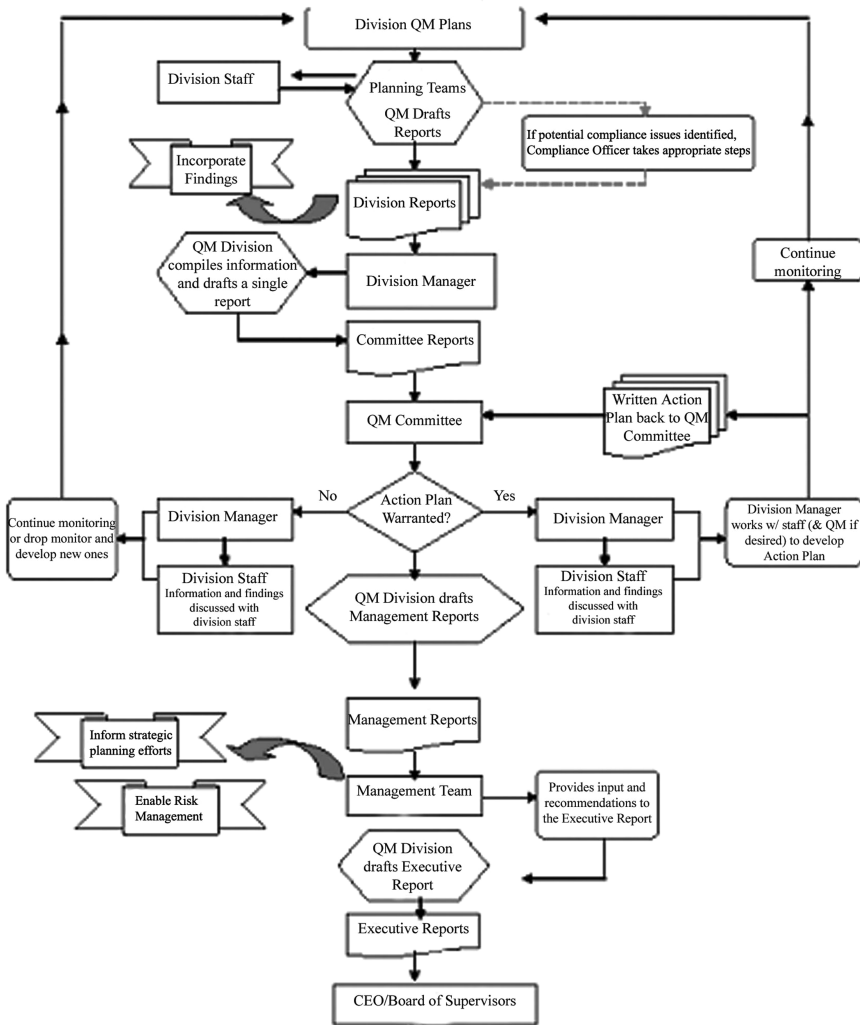 Division QM Plans
Division Staff
Planning Teams
QM Drafts
Reports
If potential compliance issues identified,
Compliance Officer takes appropriate steps
Incorporate
Findings
Division Reports
QM Division
compiles information
and drafts a single
report
Division Manager
Continue
monitoring
Committee Reports
QM Committee
Written Action
Plan back to QM
Committee
No
Action Plan
Warranted?
Yes
Continue monitoring
or drop monitor and
develop new ones
Division Manager
Division Manager
Division Manager
works w/ staff (& QM if
desired) to develop
Action Plan
Division Staff
Information and findings
discussed with
division staff
Division Staff
Information and findings
discussed with
division staff
QM Division drafts
Management Reports
Management Reports
Inform strategic
planning efforts
Enable Risk
Management
Management Team
Provides input and
recommendations to
the Executive Report
QM Division
drafts Executive
Report
Executive Reports
CEO/Board of Supervisors